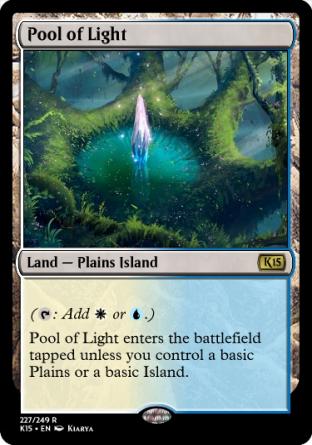 Pool of Light
Land — Plains Island
K15
(T: Add or .)
Pool of Light enters the battlefield
tapped unless you control a basic
Plains or a basic Island.
227/249 R
K15 • EN Kiarya